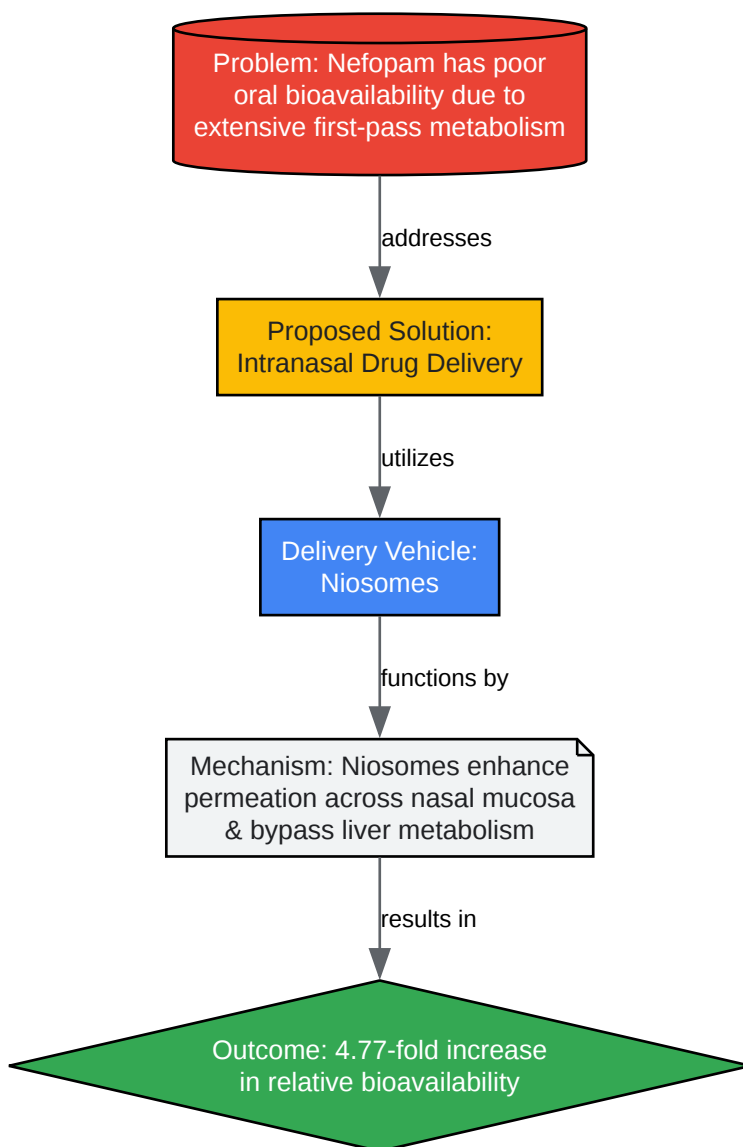 Problem: Nefopam has poor
oral bioavailability due to
extensive first-pass metabolism
addresses
Proposed Solution:
Intranasal Drug Delivery
utilizes
Delivery Vehicle:
Niosomes
functions by
Mechanism: Niosomes enhance
permeation across nasal mucosa
& bypass liver metabolism
results in
Outcome: 4.77-fold increase
in relative bioavailability